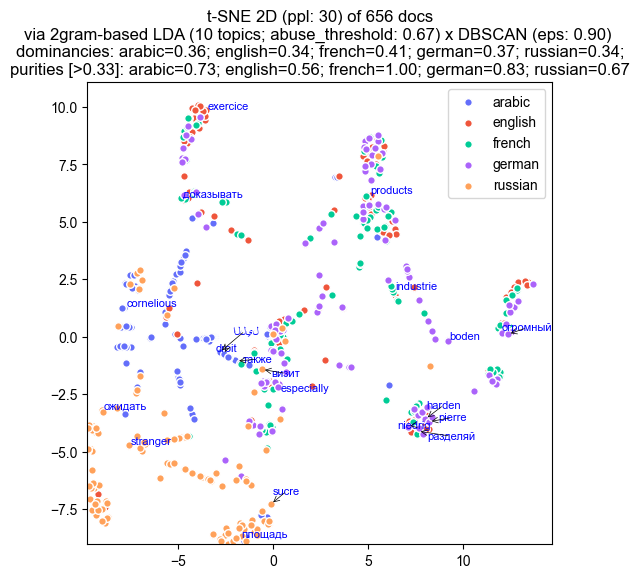 t-SNE 2D (ppl: 30) of 656 docs
via 2gram-based LDA (10 topics; abuse_threshold: 0.67) x DBSCAN (eps: 0.90)
dominancies: arabic=0.36; english=0.34; french=0.41; german=0.37; russian=0.34;
purities [>0.33]: arabic=0.73; english=0.56; french=1.00; german=0.83; russian=0.67
arabic
english
french
german
russian
exercice
доказывать
products
cornelious
industrie
огромный
boden
droit
также
визит
especially
ожидать
stranger
harden
pierre
niedrig
разделяй
sucre
площадь
10.0
7.5
5.0
2.5
0.0
−2.5
−5.0
−7.5
−5
0
5
10